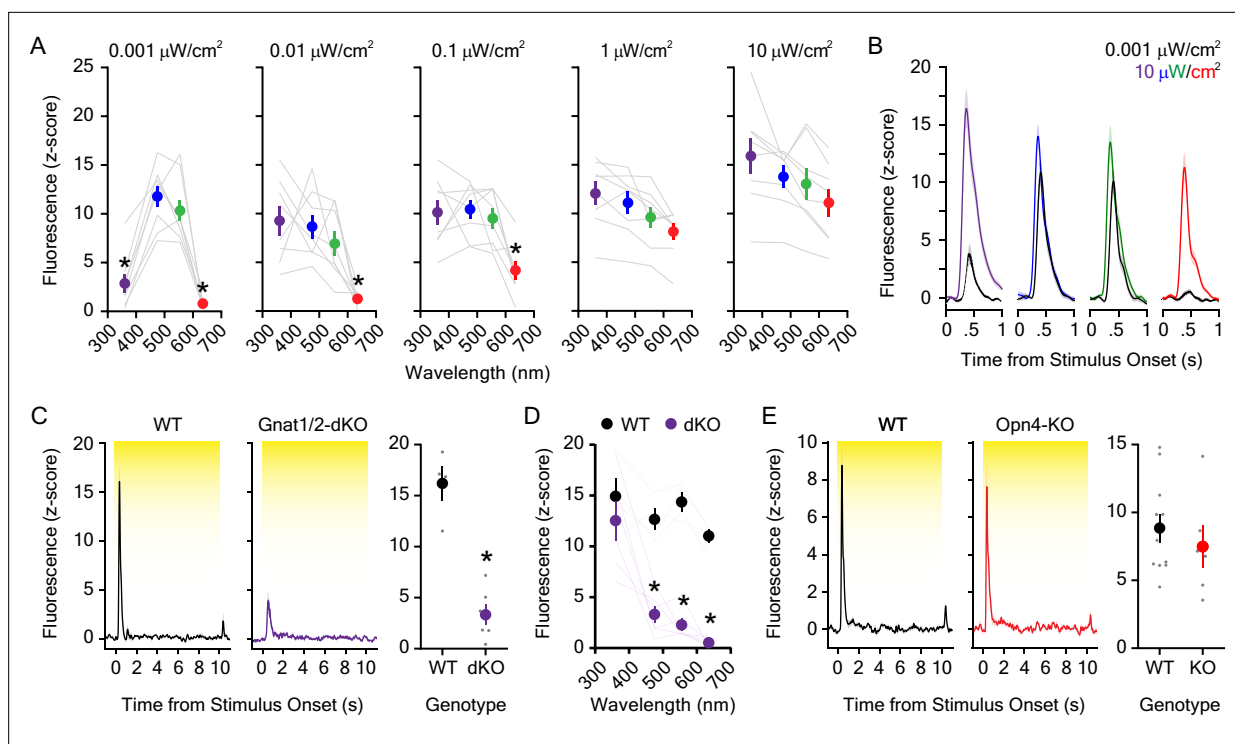 A
0.001 µW/cm2
0.01 µW/cm2
0.1 µW/cm2
1 µW/cm2
10 µW/cm2
Fluorescence (z-score)
25
20
15
10
5
0
*
*
*
*
300
400
500
600
700
300
400
500
600
700
300
400
500
600
700
300
400
500
600
700
300
400
500
600
700
Wavelength (nm)
B
0.001 µW/cm2
10 µW/cm2
Fluorescence (z-score)
20
15
10
5
0
0 .5 1
0 .5 1
0 .5 1
0 .5 1
Time from Stimulus Onset (s)
C
WT
Gnat1/2-dKO
Fluorescence (z-score)
20
15
10
5
0
0 2 4 6 8 10
0 2 4 6 8 10
Time from Stimulus Onset (s)
20
15
10
5
0
*
WT dKO
Genotype
D
WT dKO
Fluorescence (z-score)
20
15
10
5
0
* * *
300
400
500
600
700
Wavelength (nm)
E
WT
Opn4-KO
Fluorescence (z-score)
10
8
6
4
2
0
0 2 4 6 8 10
0 2 4 6 8 10
Time from Stimulus Onset (s)
15
10
5
0
WT KO
Genotype